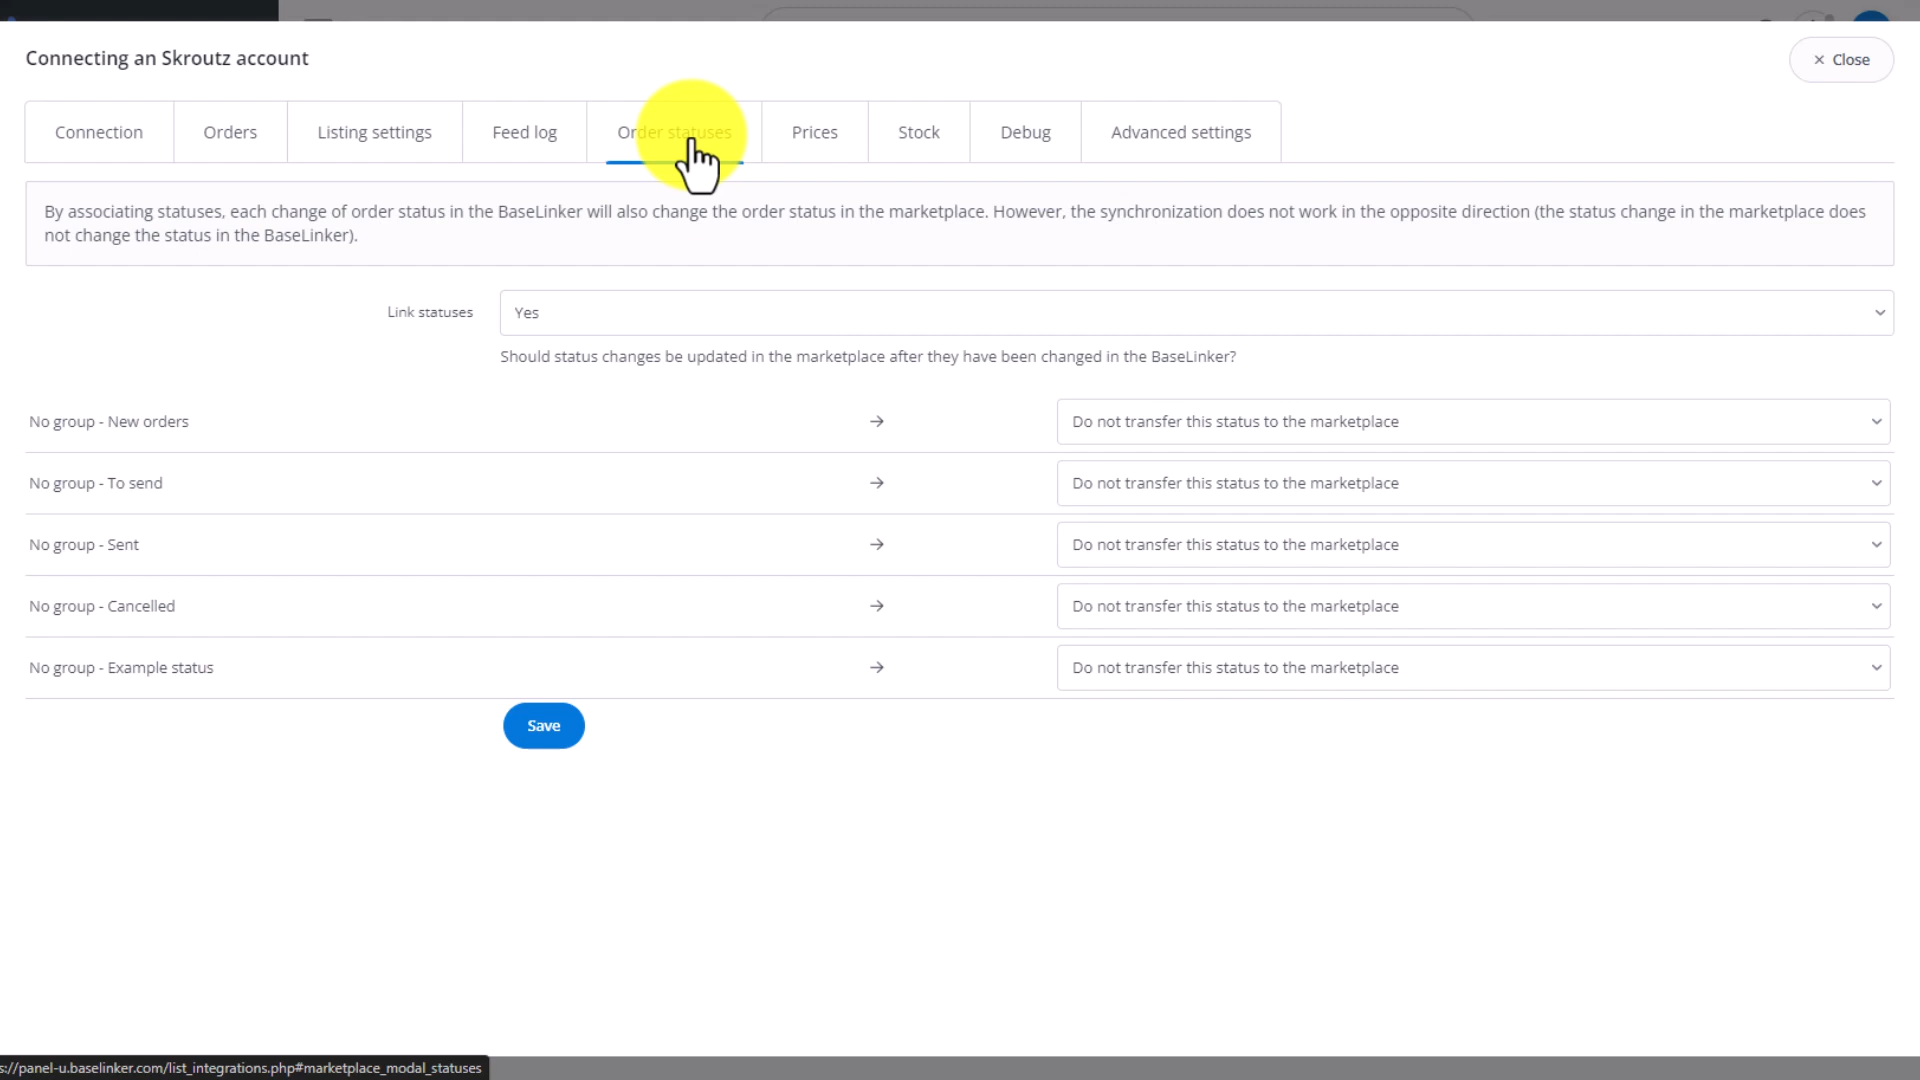 Connecting an Skroutz account
× Close
Connection
Orders
Listing settings
Feed log
Order statuses
Prices
Stock
Debug
Advanced settings
By associating statuses, each change of order status in the BaseLinker will also change the order status in the marketplace. However, the synchronization does not work in the opposite direction (the status change in the marketplace does
not change the status in the BaseLinker).
Link statuses
Yes
Should status changes be updated in the marketplace after they have been changed in the BaseLinker?
No group - New orders → Do not transfer this status to the marketplace
No group - To send → Do not transfer this status to the marketplace
No group - Sent → Do not transfer this status to the marketplace
No group - Cancelled → Do not transfer this status to the marketplace
No group - Example status → Do not transfer this status to the marketplace
Save
s://panel-u.baselinker.com/list_integrations.php#marketplace_modal_statuses